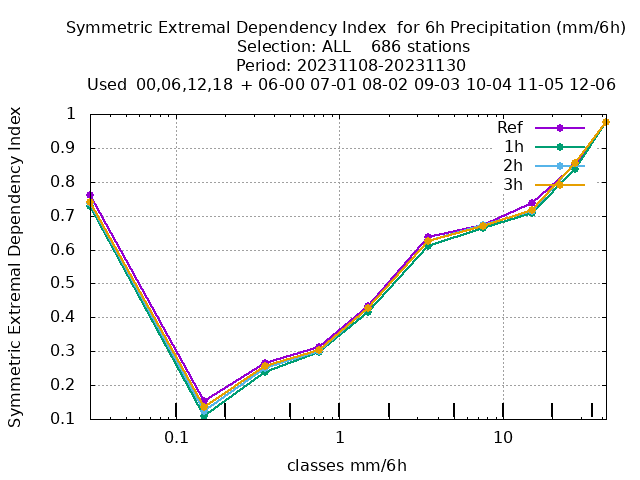 Symmetric Extremal Dependency Index  for 6h Precipitation (mm/6h)
Selection: ALL    686 stations
Period: 20231108-20231130
Used  00,06,12,18  + 06-00 07-01 08-02 09-03 10-04 11-05 12-06
Symmetric Extremal Dependency Index
1
0.9
0.8
0.7
0.6
0.5
0.4
0.3
0.2
0.1
Ref
1h
2h
3h
0.1 1 10
classes mm/6h